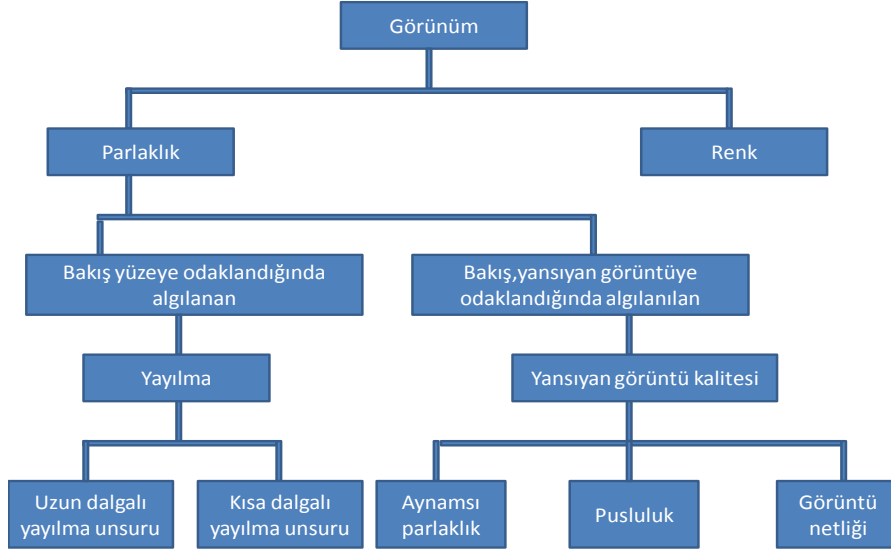 Görünüm
Parlaklık
Renk
Bakış yüzeye odaklandığında
algılanan
Bakış,yansıyan görüntüye
odaklandığında algılanılan
Yayılma
Yansıyan görüntü kalitesi
Uzun dalgalı
yayılma unsuru
Kısa dalgalı
yayılma unsuru
Aynamsı
parlaklık
Pusluluk
Görüntü
netliği